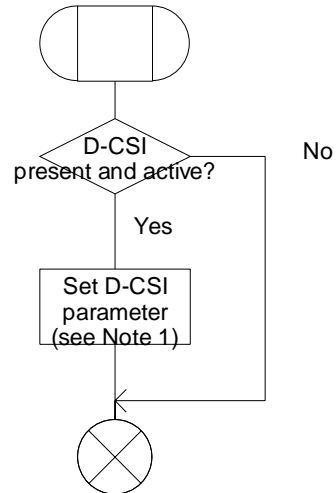 D-CSI
present and active?
No
Yes
Set D-CSI
parameter
(see Note 1)